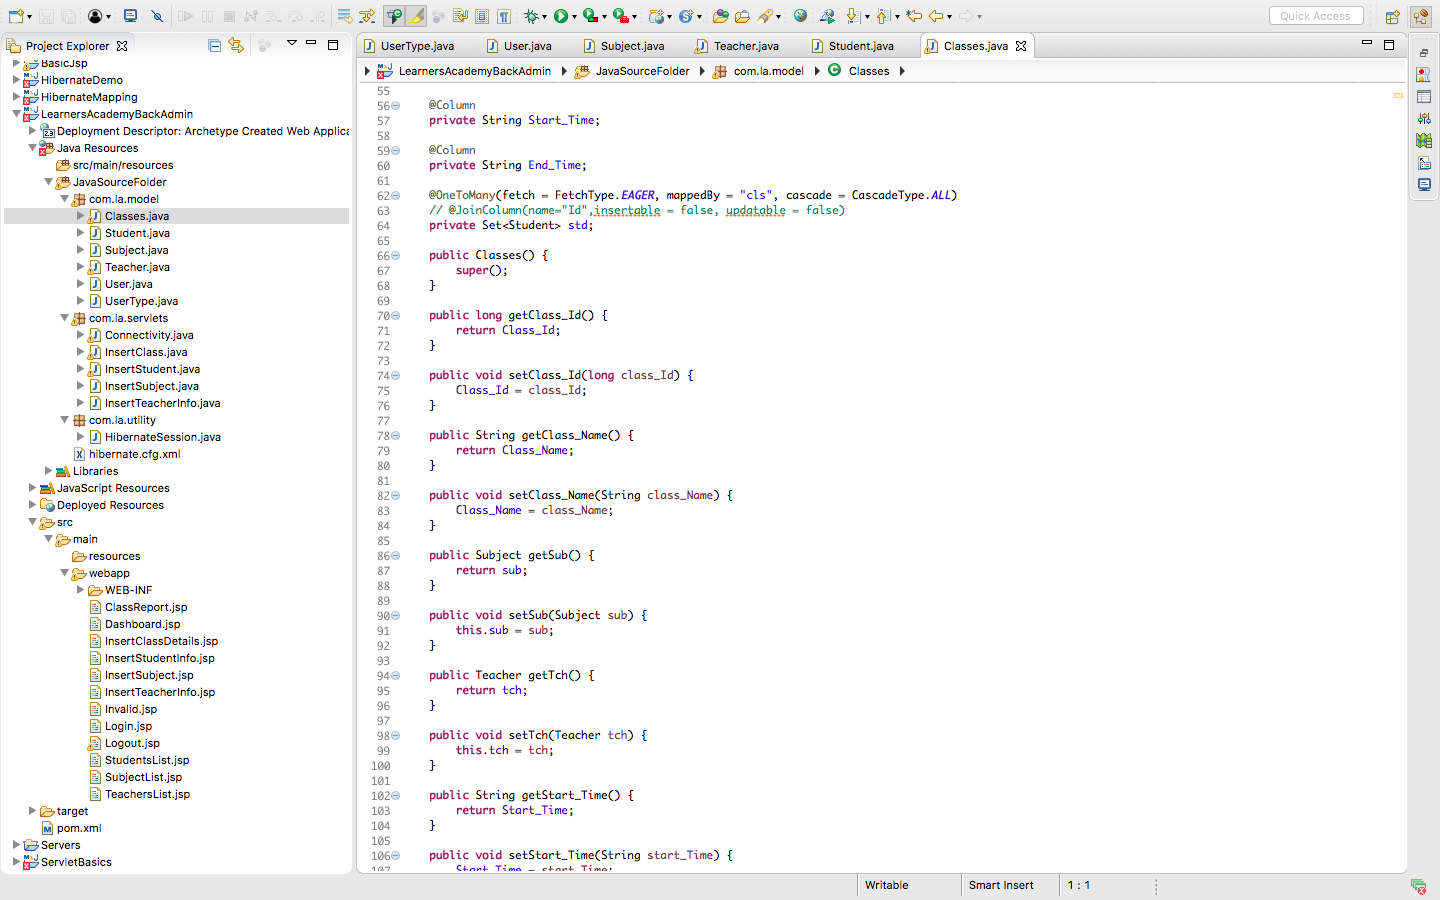 Quick Access
Project Explorer
UserType.java
User.java
Subject.java
Teacher.java
Student.java
Classes.java
LearnersAcademyBackAdmin
JavaSourceFolder
com.la.model
Classes
BasicJsp
HibernateDemo
HibernateMapping
LearnersAcademyBackAdmin
Deployment Descriptor: Archetype Created Web Applica
Java Resources
src/main/resources
JavaSourceFolder
com.la.model
Classes.java
Student.java
Subject.java
Teacher.java
User.java
UserType.java
com.la.servlets
Connectivity.java
InsertClass.java
InsertStudent.java
InsertSubject.java
InsertTeacherInfo.java
com.la.utility
HibernateSession.java
hibernate.cfg.xml
Libraries
JavaScript Resources
Deployed Resources
src
main
resources
webapp
WEB-INF
ClassReport.jsp
Dashboard.jsp
InsertClassDetails.jsp
InsertStudentInfo.jsp
InsertSubject.jsp
InsertTeacherInfo.jsp
Invalid.jsp
Login.jsp
Logout.jsp
StudentsList.jsp
SubjectList.jsp
TeachersList.jsp
target
pom.xml
Servers
ServletBasics
55
56 @Column
57 private String Start_Time;
58
59 @Column
60 private String End_Time;
61
62 @OneToMany(fetch = FetchType.EAGER, mappedBy = "cls", cascade = CascadeType.ALL)
63 // @JoinColumn(name="Id",insertable = false, updatable = false)
64 private Set<Student> std;
65
66 public Classes() {
67 super();
68 }
69
70 public long getClass_Id() {
71 return Class_Id;
72 }
73
74 public void setClass_Id(long class_Id) {
75 Class_Id = class_Id;
76 }
77
78 public String getClass_Name() {
79 return Class_Name;
80 }
81
82 public void setClass_Name(String class_Name) {
83 Class_Name = class_Name;
84 }
85
86 public Subject getSub() {
87 return sub;
88 }
89
90 public void setSub(Subject sub) {
91 this.sub = sub;
92 }
93
94 public Teacher getTch() {
95 return tch;
96 }
97
98 public void setTch(Teacher tch) {
99 this.tch = tch;
100 }
101
102 public String getStart_Time() {
103 return Start_Time;
104 }
105
106 public void setStart_Time(String start_Time) {
107 Start_Time = start_Time;
Writable
Smart Insert
1 : 1